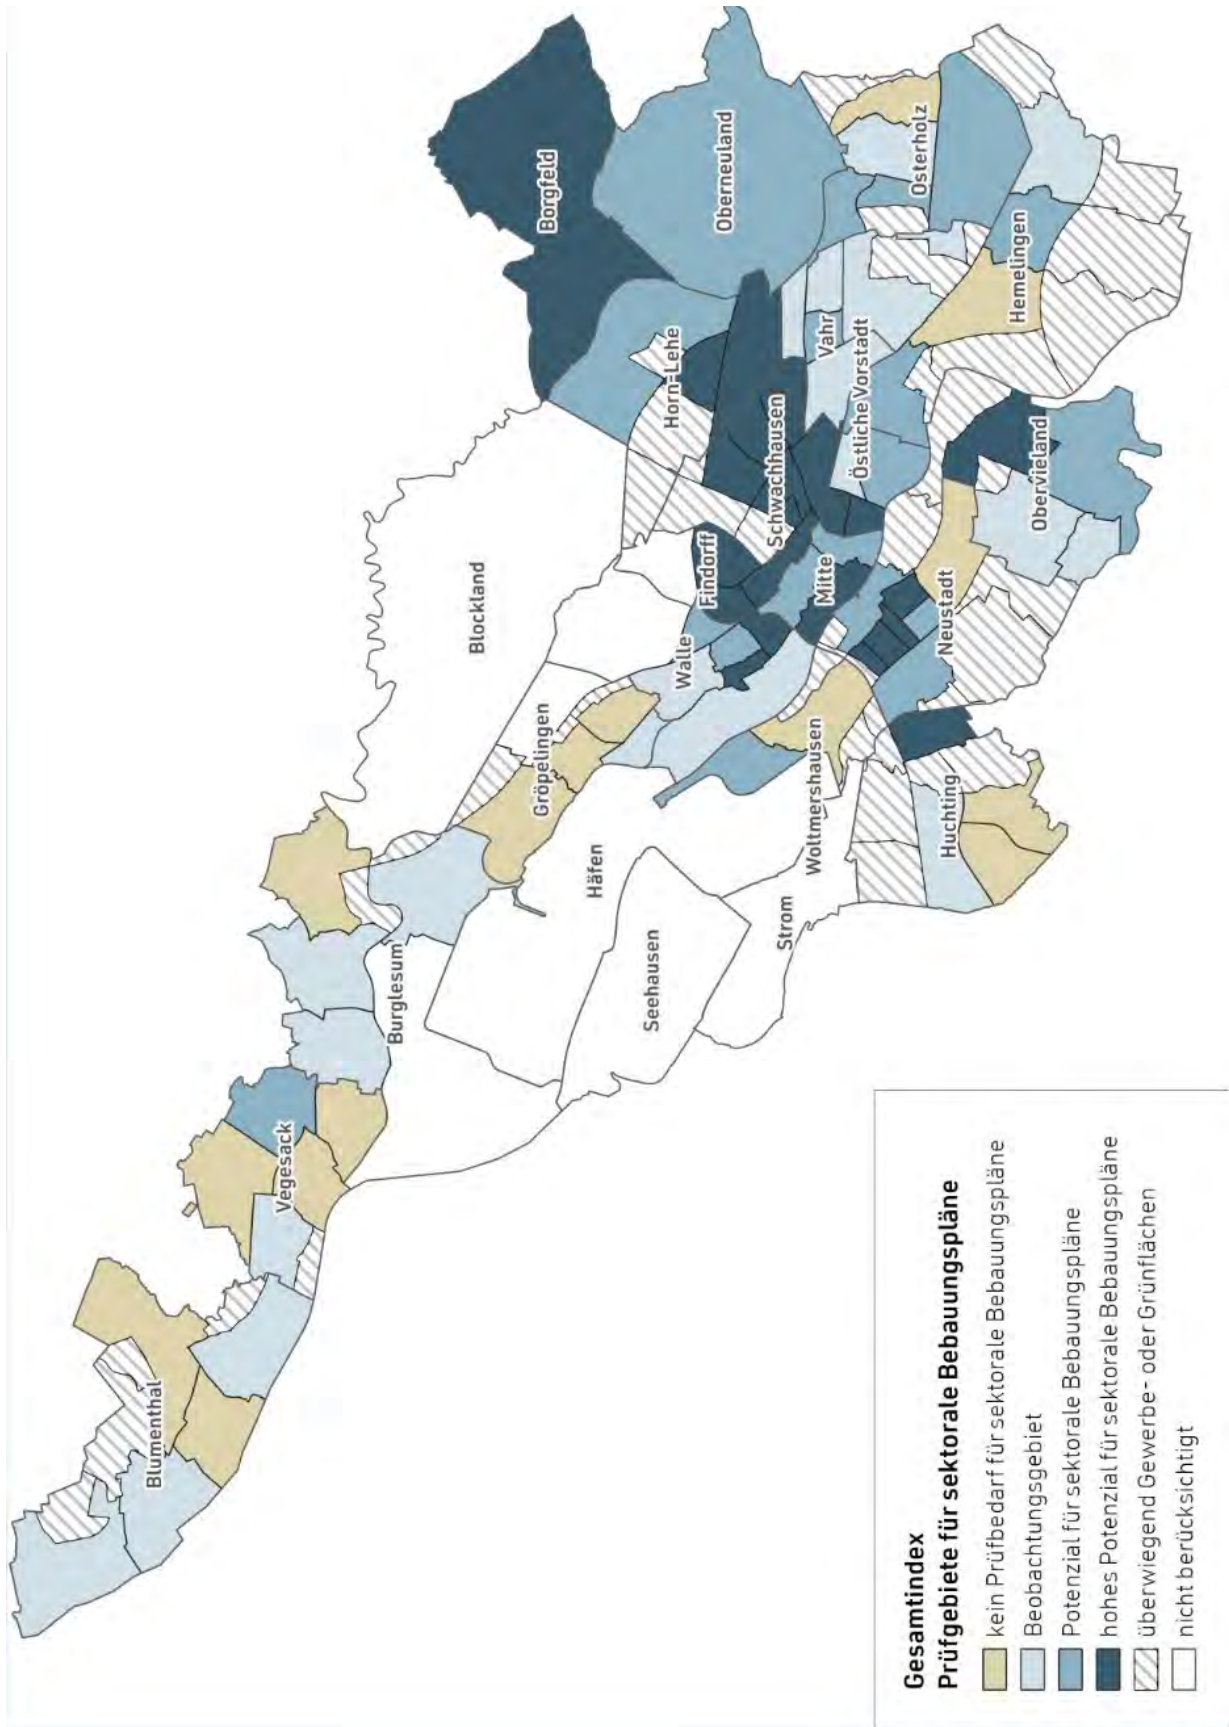 Gesamtindex
Prüfgebiete für sektorale Bebauungspläne
kein Prüfbedarf für sektorale Bebauungspläne
Beobachtungsgebiet
Potenzial für sektorale Bebauungspläne
hohes Potenzial für sektorale Bebauungspläne
überwiegend Gewerbe- oder Grünflächen
nicht berücksichtigt
Blumenthal
Vegesack
Burglesum
Blockland
Gröpelingen
Häfen
Seehausen
Strom
Woltmershausen
Walle
Findorff
Mitte
Huchting
Neustadt
Obervieland
Schwachhausen
Horn-Lehe
Östliche Vorstadt
Vahr
Borgfeld
Oberneuland
Osterholz
Hemelingen